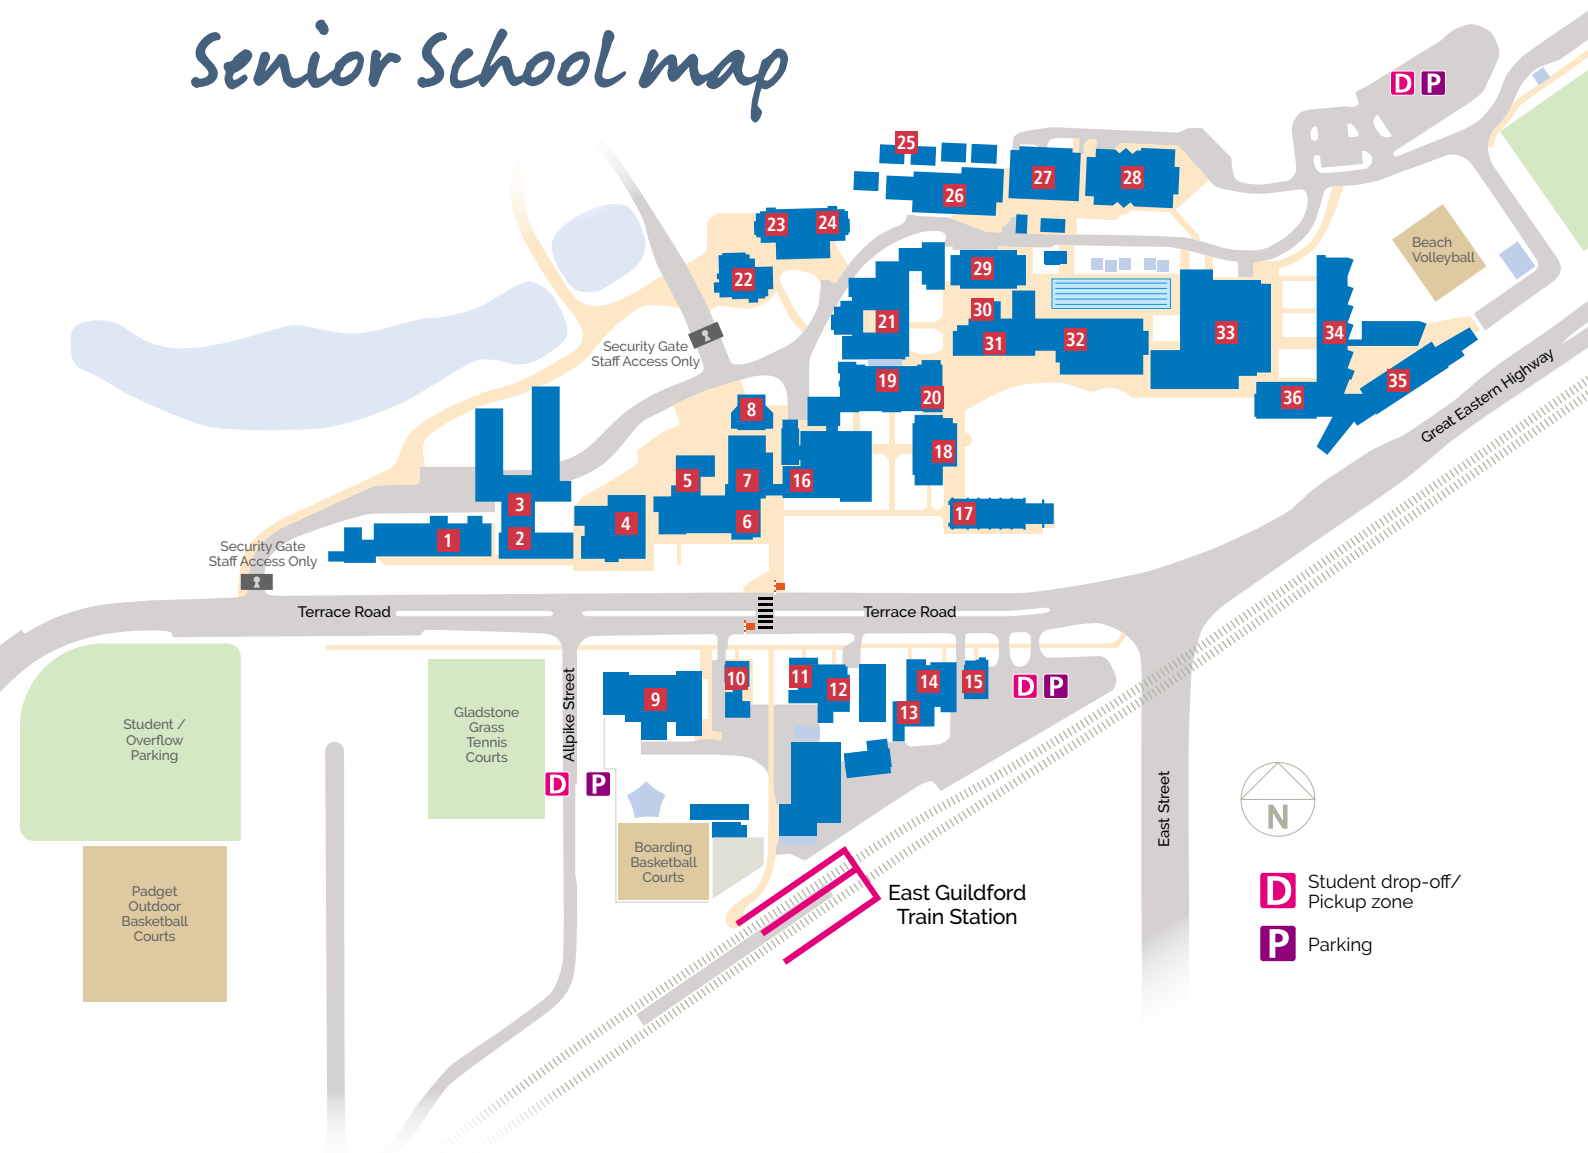 Senior School map
D P
25
27
28
26
23
24
22
29
Beach
Volleyball
30
21
31
32
33
34
Security Gate
Staff Access Only
19
20
35
36
Great Eastern Highway
8
18
5
7
16
3
17
4
6
1
2
Security Gate
Staff Access Only
Terrace Road
Terrace Road
10
11
12
14
15
D P
9
13
Allpike Street
Student /
Overflow
Parking
Gladstone
Grass
Tennis
Courts
D P
East Street
N
Boarding
Basketball
Courts
Padget
Outdoor
Basketball
Courts
East Guildford
Train Station
D Student drop-off/
Pickup zone
P Parking